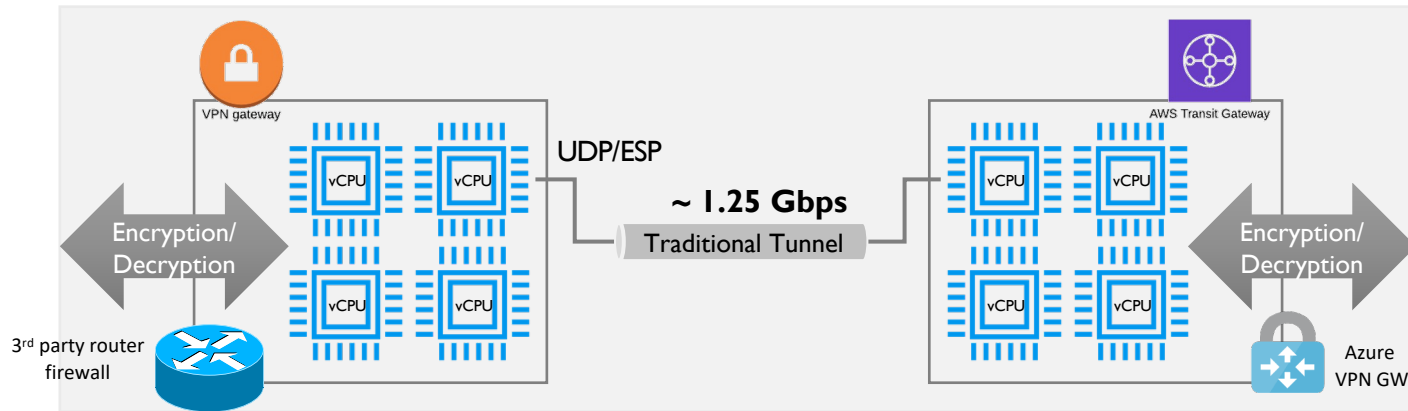 VPN gateway
AWS Transit Gateway
UDP/ESP
vCPU
vCPU
vCPU
vCPU
~ 1.25 Gbps
Traditional Tunnel
Encryption/
Decryption
Encryption/
Decryption
vCPU
vCPU
vCPU
vCPU
3rd party router
firewall
Azure
VPN GW